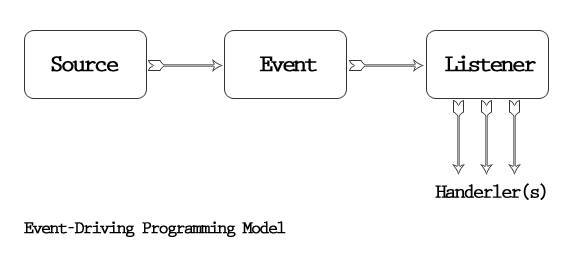 Source
Event
Listener
Handerler(s)
Event-Driving Programming Model